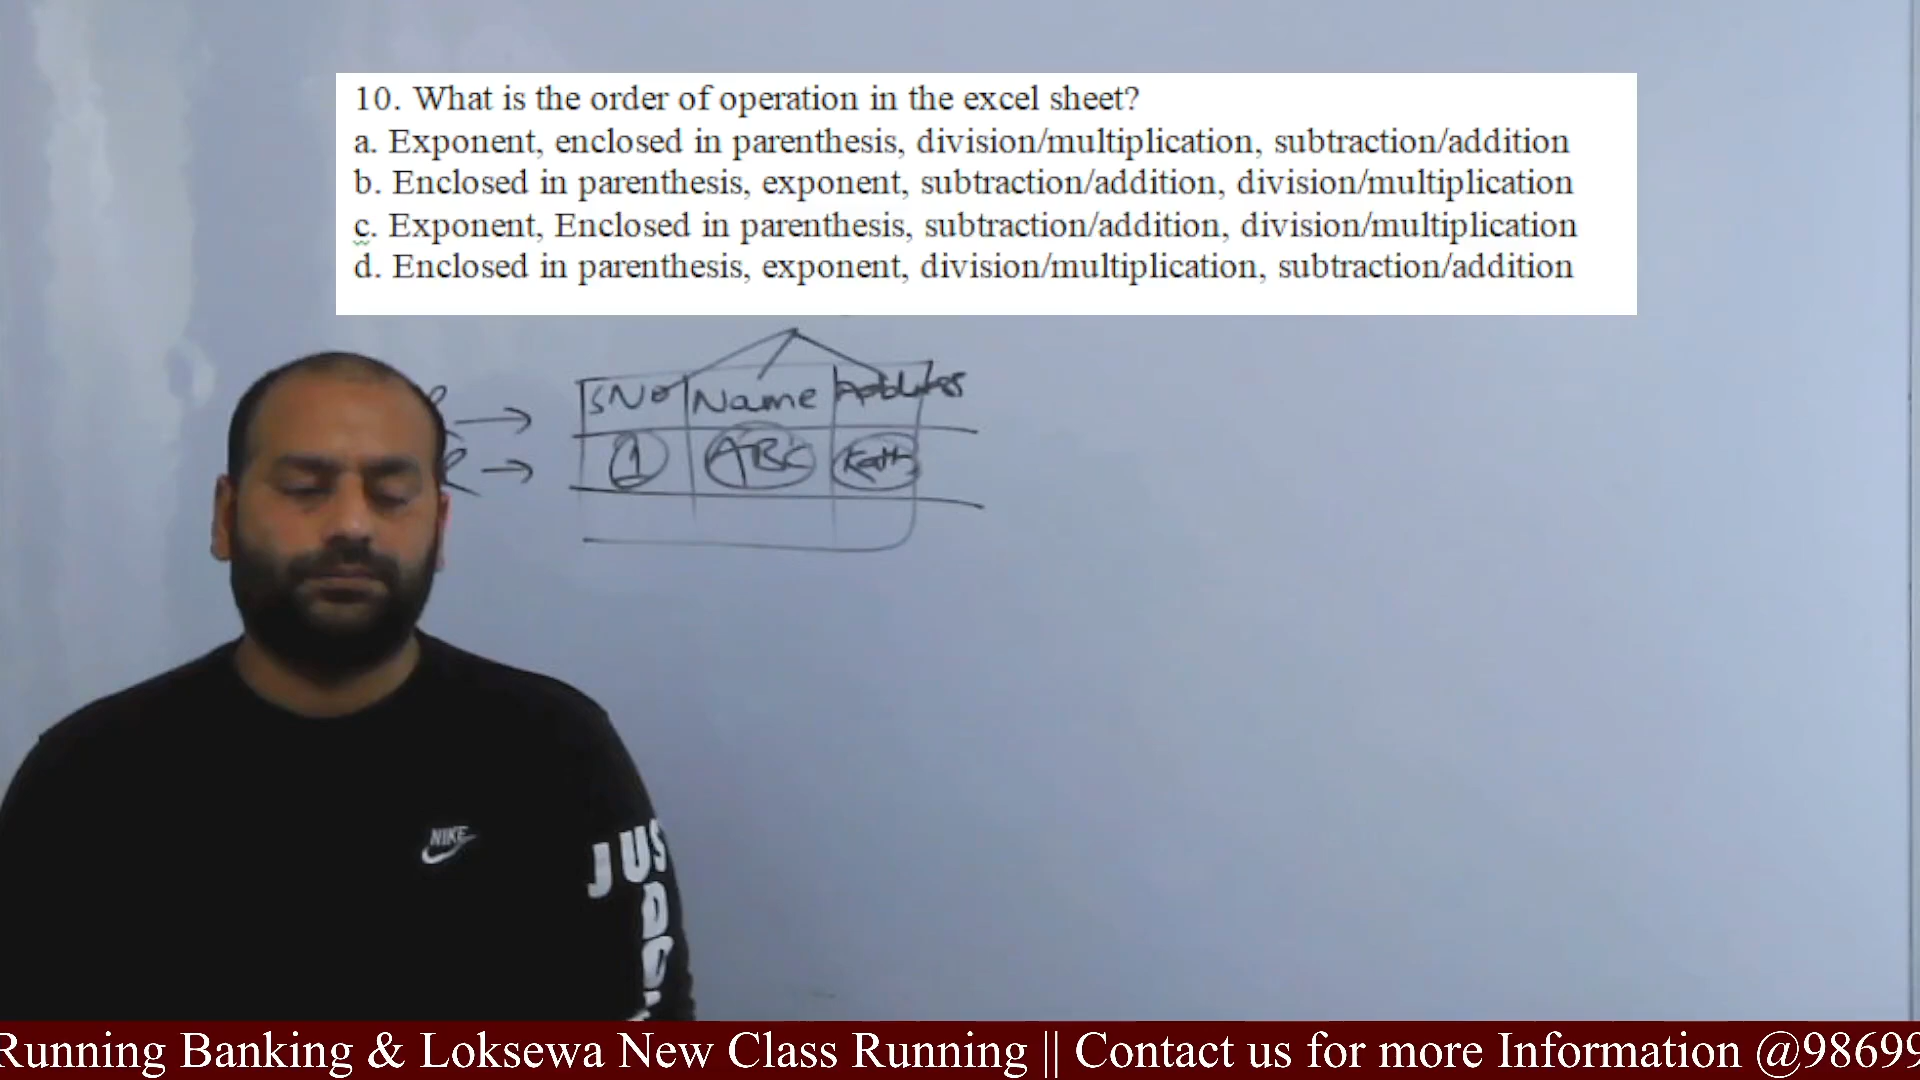 10. What is the order of operation in the excel sheet?
a. Exponent, enclosed in parenthesis, division/multiplication, subtraction/addition
b. Enclosed in parenthesis, exponent, subtraction/addition, division/multiplication
c. Exponent, Enclosed in parenthesis, subtraction/addition, division/multiplication
d. Enclosed in parenthesis, exponent, division/multiplication, subtraction/addition
SNo Name Address
1 ABC Kath
NIKE
JUS
D
O
Running Banking & Loksewa New Class Running || Contact us for more Information @98699